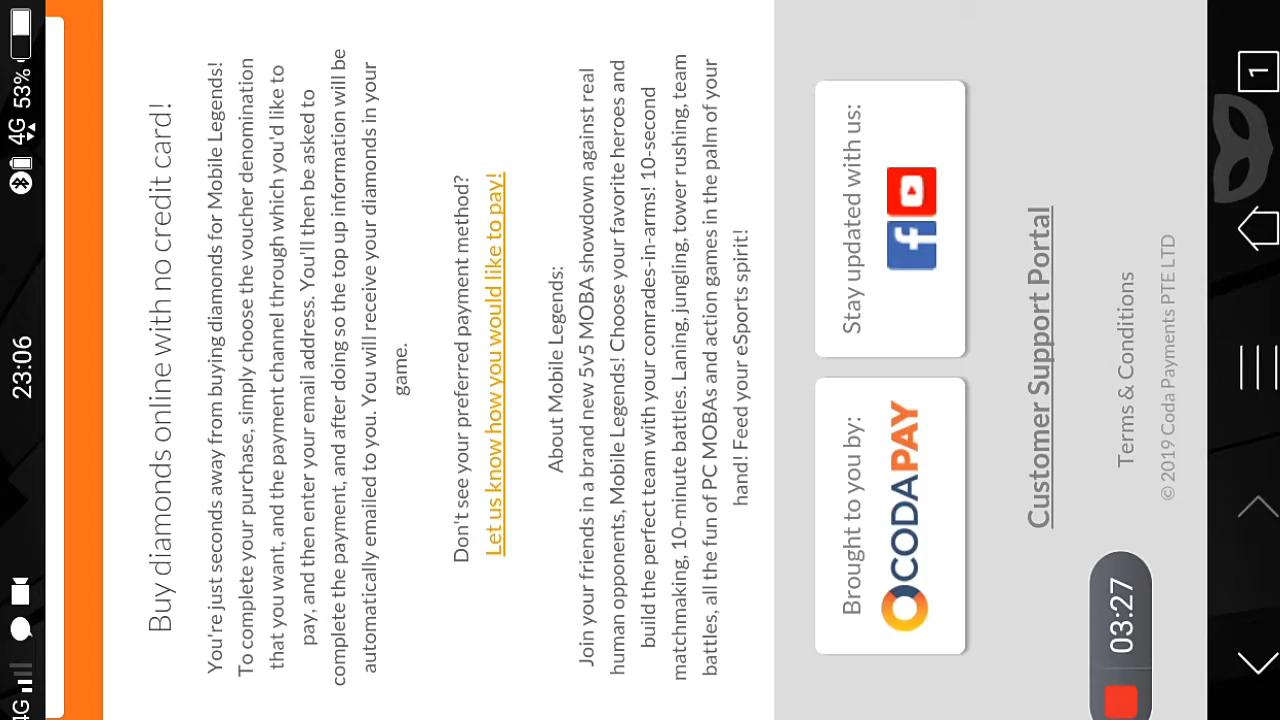 4G
23:06
4G 53%
Buy diamonds online with no credit card!
You're just seconds away from buying diamonds for Mobile Legends!
To complete your purchase, simply choose the voucher denomination
that you want, and the payment channel through which you'd like to
pay, and then enter your email address. You'll then be asked to
complete the payment, and after doing so the top up information will be
automatically emailed to you. You will receive your diamonds in your
game.
Don't see your preferred payment method?
Let us know how you would like to pay!
About Mobile Legends:
Join your friends in a brand new 5v5 MOBA showdown against real
human opponents, Mobile Legends! Choose your favorite heroes and
build the perfect team with your comrades-in-arms! 10-second
matchmaking, 10-minute battles. Laning, jungling, tower rushing, team
battles, all the fun of PC MOBAs and action games in the palm of your
hand! Feed your eSports spirit!
Brought to you by:
CODAPAY
Stay updated with us:
Customer Support Portal
Terms & Conditions
© 2019 Coda Payments PTE LTD
03:27
1